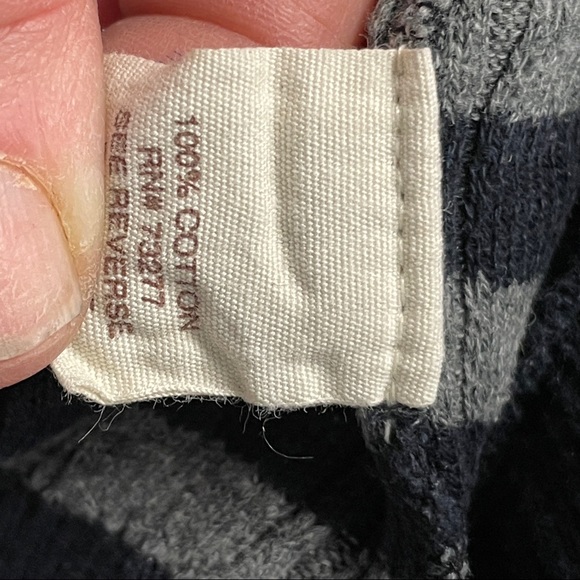 100% COTTON
RN# 73277
SEE REVERSE